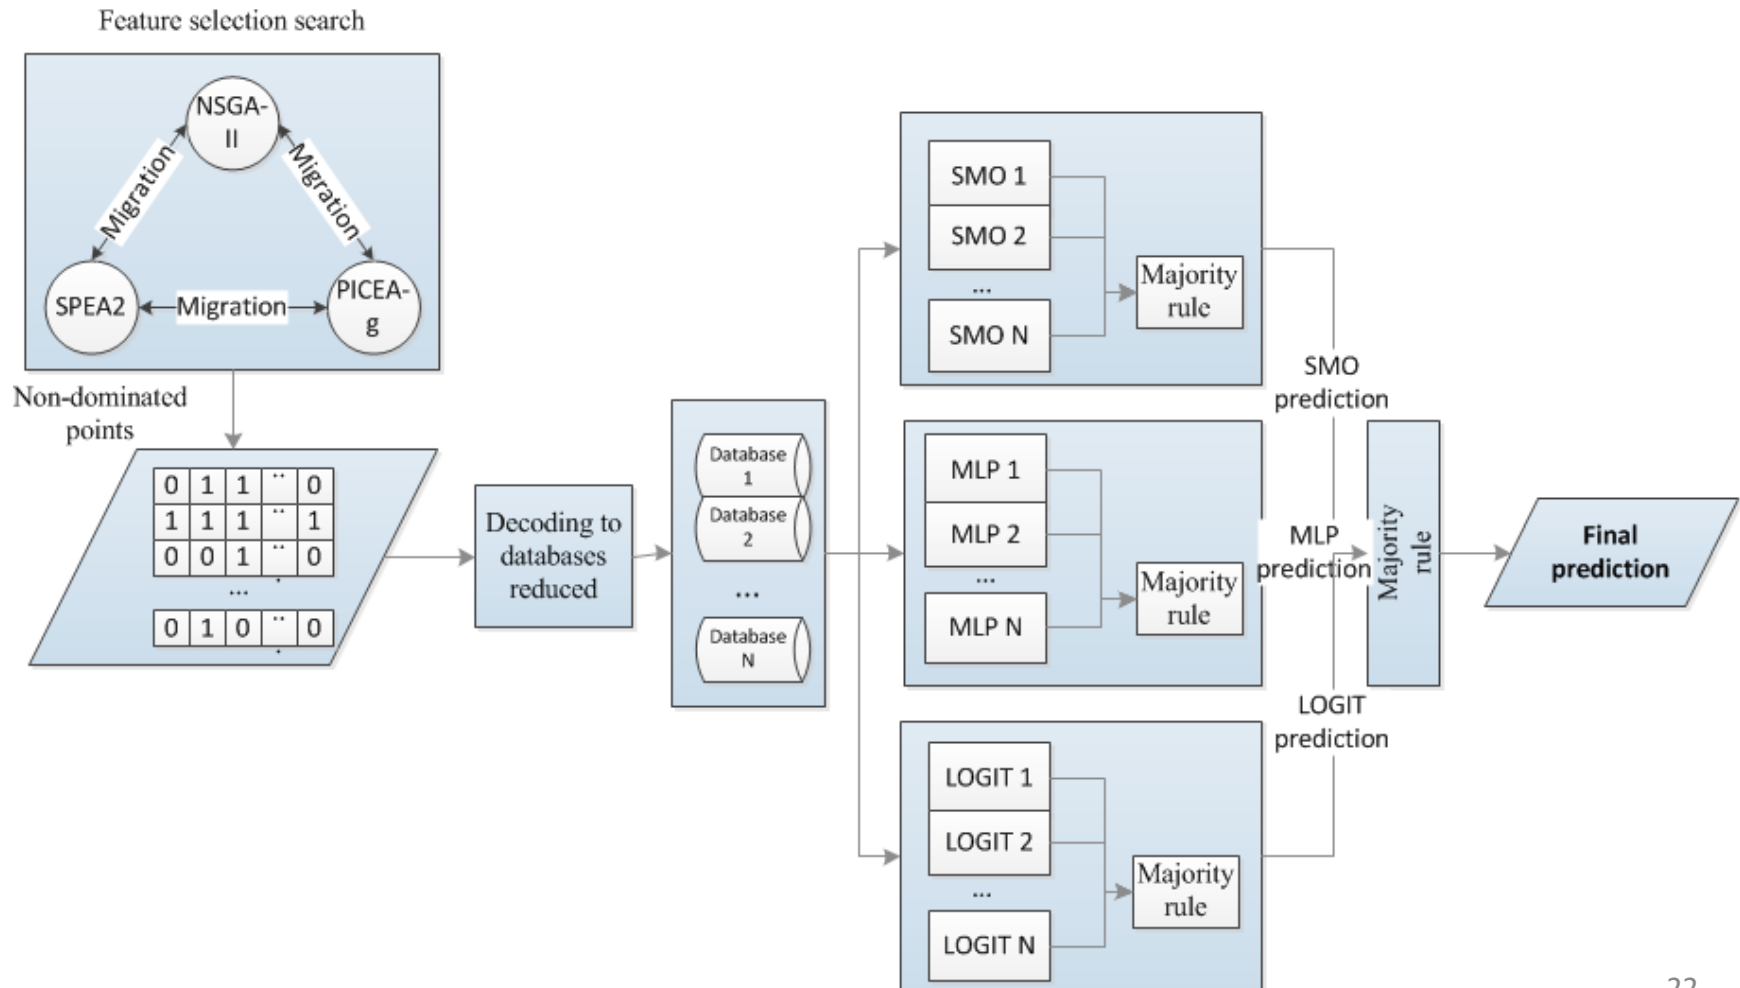 Feature selection search
NSGA-
II
Migration
Migration
SPEA2
Migration
PICEA-
g
Non-dominated
points
0 1 1 .. 0
1 1 1 .. 1
0 0 1 .. 0
.
...
0 1 0 .. 0
.
Decoding to
databases
reduced
Database
1
Database
2
...
Database
N
SMO 1
SMO 2
...
SMO N
Majority
rule
MLP 1
MLP 2
...
MLP N
Majority
rule
LOGIT 1
LOGIT 2
...
LOGIT N
Majority
rule
SMO
prediction
MLP
prediction
LOGIT
prediction
Majority
rule
Final
prediction
22